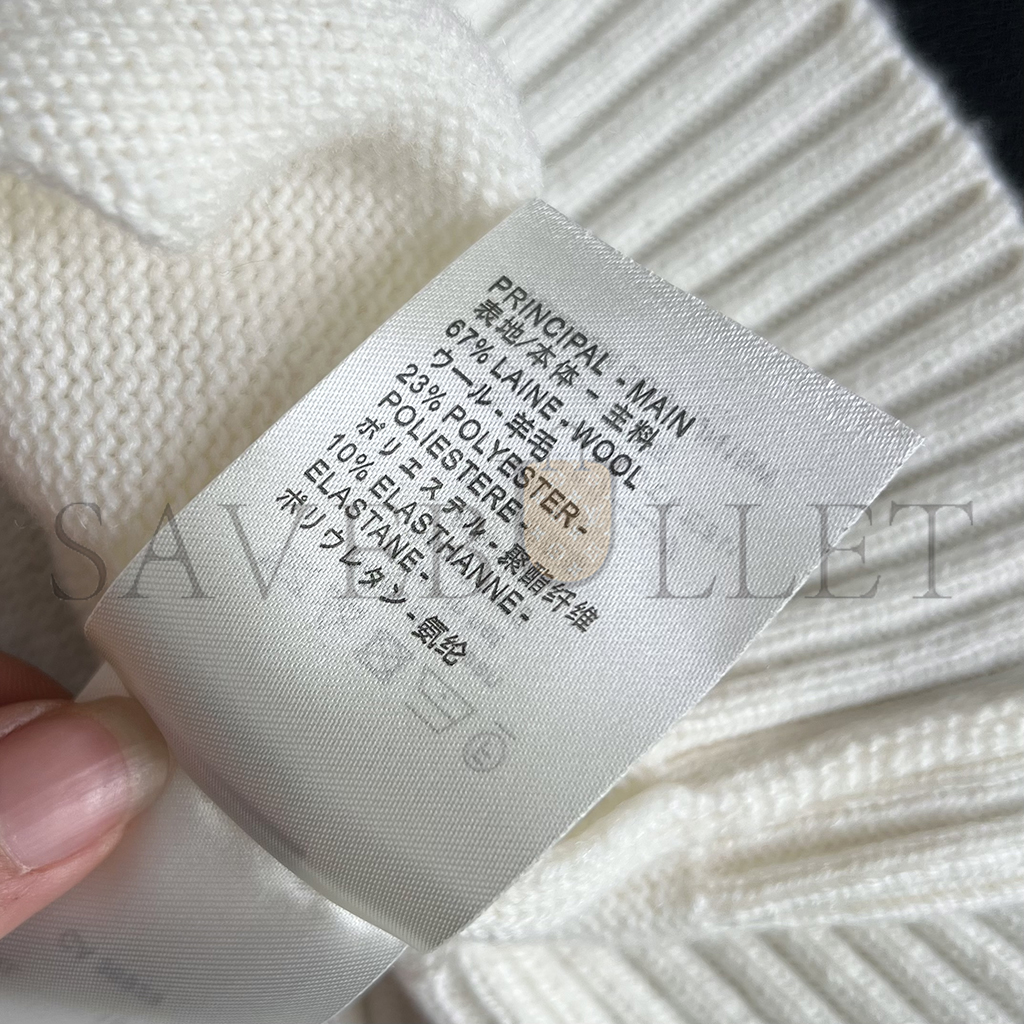 PRINCIPAL - MAIN
表地/本体 - 主料
67% LAINE - WOOL
ウール - 羊毛
23% POLYESTER -
POLIESTERE -
ポリエステル - 聚酯纤维
10% ELASTHANNE -
ELASTANE -
ポリウレタン - 氨纶